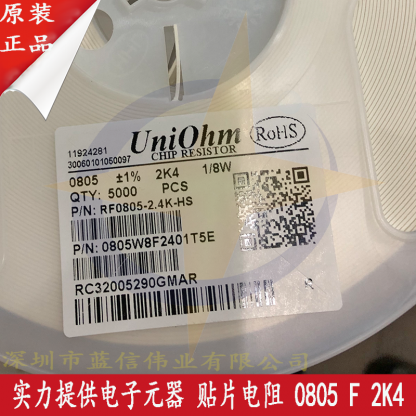 原装
正品
UniOhm
RoHS
CHIP RESISTOR
11924281
30060101050097
0805 ±1% 2K4 1/8W
QTY: 5000 PCS
P/N: RF0805-2.4K-HS
P/N: 0805W8F2401T5E
RC32005290GMAR
深圳市蓝信伟业有限公司
实力提供电子元器 贴片电阻 0805 F 2K4